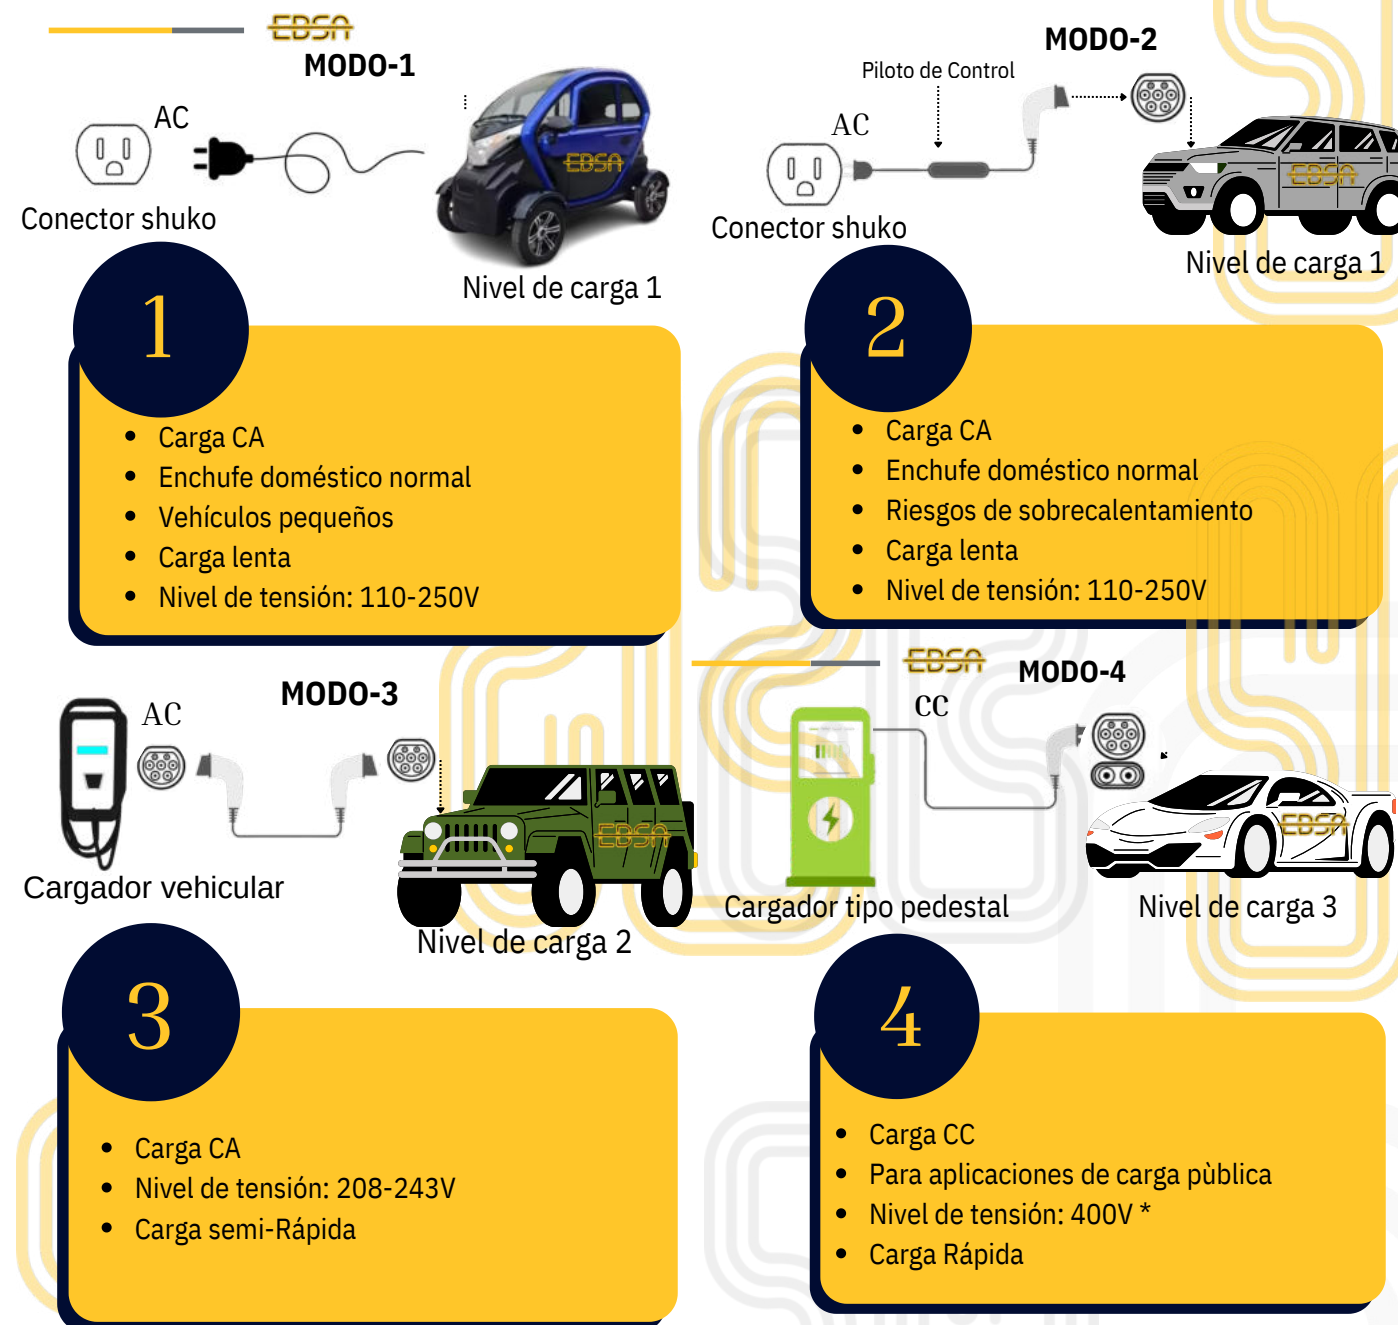 EBSA
MODO-1
AC
EBSA
Conector shuko
Nivel de carga 1
1
Carga CA
Enchufe doméstico normal
Vehículos pequeños
Carga lenta
Nivel de tensión: 110-250V
MODO-2
Piloto de Control
AC
EBSA
Conector shuko
Nivel de carga 1
2
Carga CA
Enchufe doméstico normal
Riesgos de sobrecalentamiento
Carga lenta
Nivel de tensión: 110-250V
MODO-3
AC
EBSA
Cargador vehicular
Nivel de carga 2
3
Carga CA
Nivel de tensión: 208-243V
Carga semi-Rápida
EBSA
MODO-4
CC
EBSA
Cargador tipo pedestal
Nivel de carga 3
4
Carga CC
Para aplicaciones de carga pùblica
Nivel de tensión: 400V *
Carga Rápida